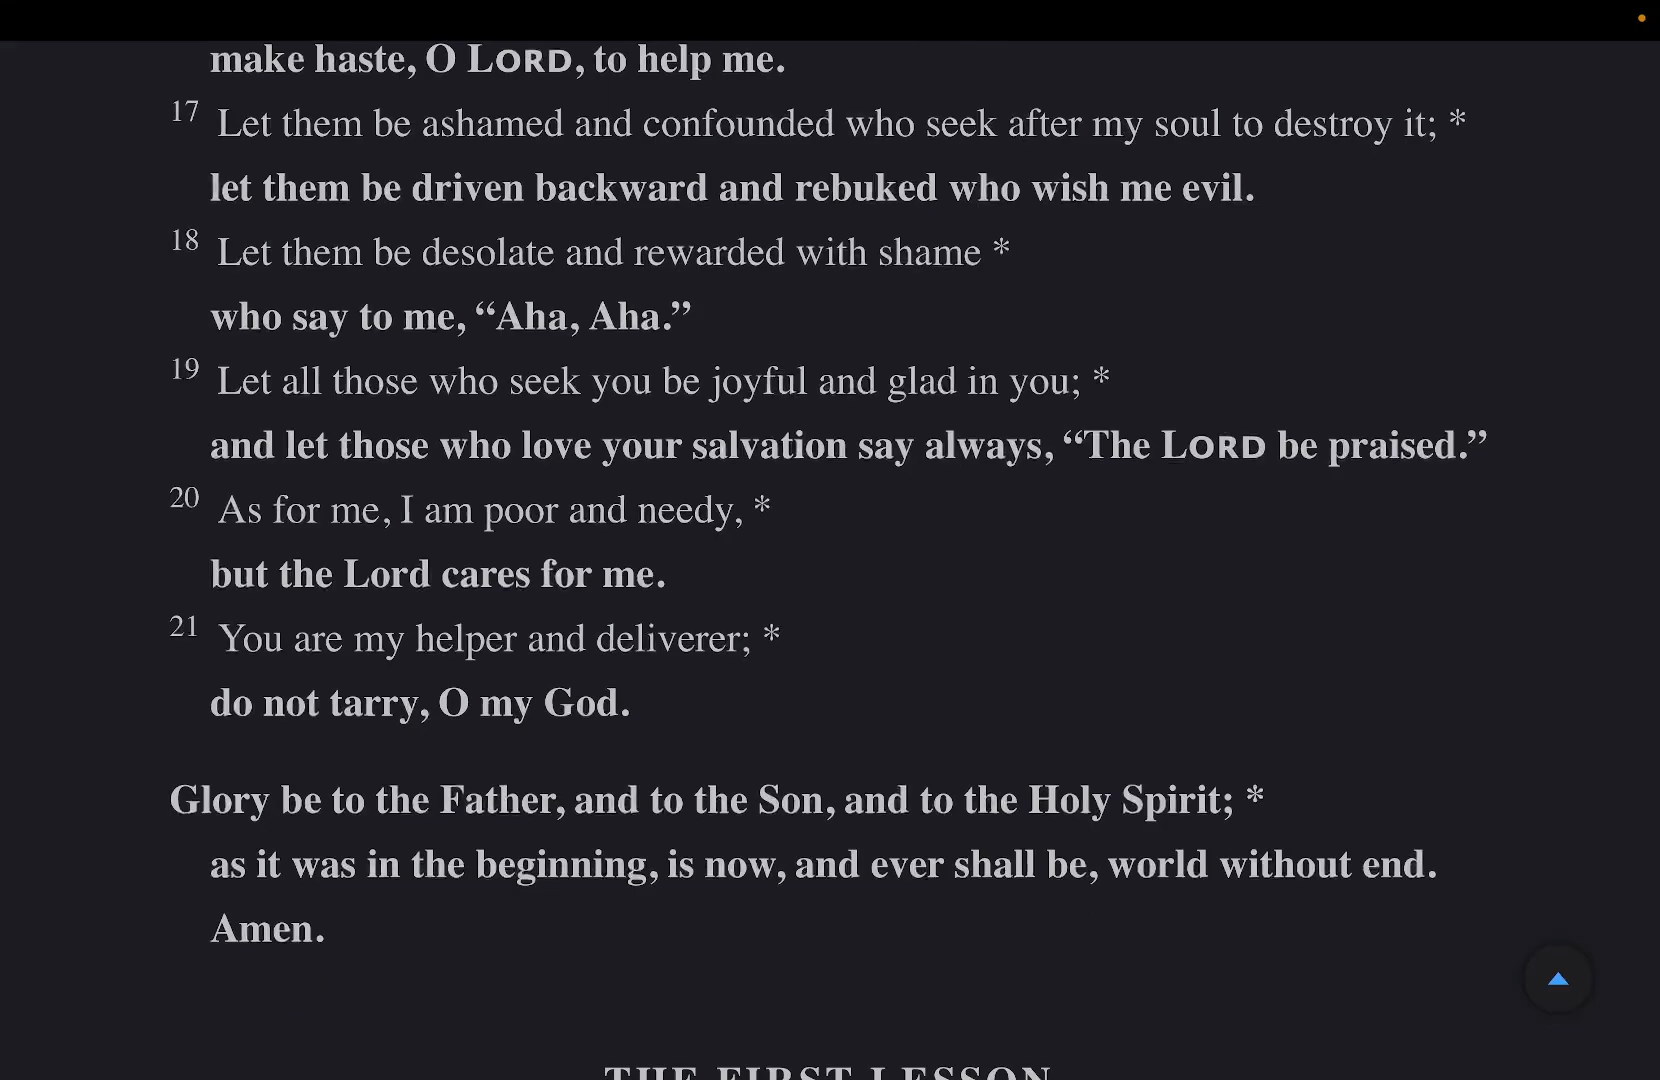 make haste, O LORD, to help me.
17 Let them be ashamed and confounded who seek after my soul to destroy it; *
let them be driven backward and rebuked who wish me evil.
18 Let them be desolate and rewarded with shame *
who say to me, “Aha, Aha.”
19 Let all those who seek you be joyful and glad in you; *
and let those who love your salvation say always, “The LORD be praised.”
20 As for me, I am poor and needy, *
but the Lord cares for me.
21 You are my helper and deliverer; *
do not tarry, O my God.
Glory be to the Father, and to the Son, and to the Holy Spirit; *
as it was in the beginning, is now, and ever shall be, world without end.
Amen.
THE FIRST LESSON